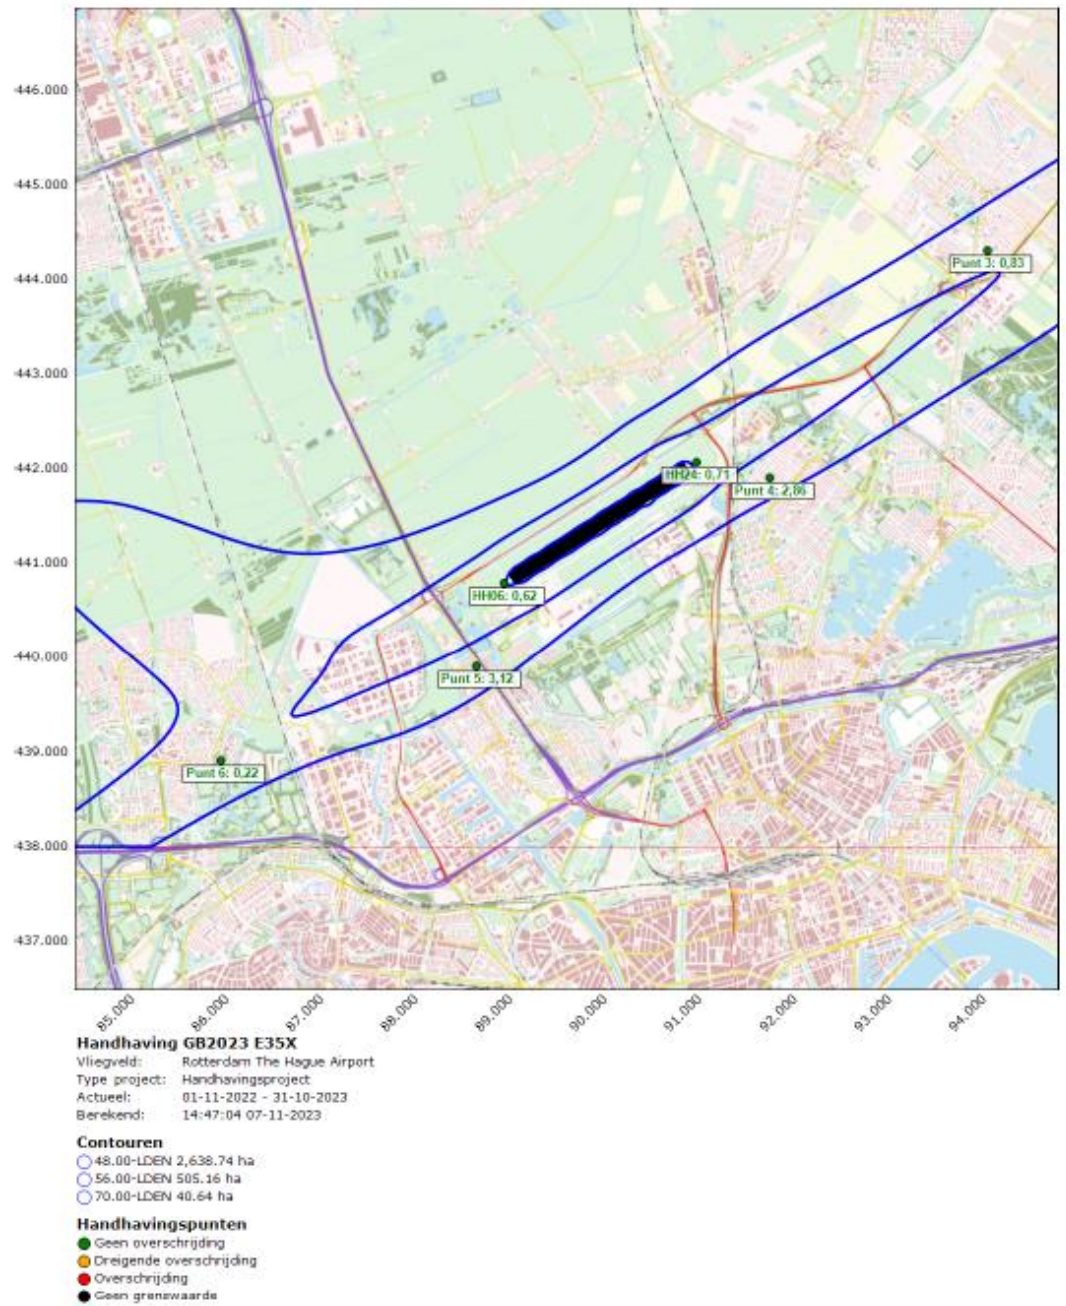 446.000
445.000
444.000
Punt 3: 0,83
443.000
442.000
HH24: 0,71
Punt 4: 2,86
441.000
HH06: 0,62
440.000
Punt 5: 3,12
439.000
Punt 6: 0,22
438.000
437.000
85.000 86.000 87.000 88.000 89.000 90.000 91.000 92.000 93.000 94.000
Handhaving GB2023 E35X
Vliegveld: Rotterdam The Hague Airport
Type project: Handhavingsproject
Actueel: 01-11-2022 - 31-10-2023
Berekend: 14:47:04 07-11-2023
Contouren
48.00-LDEN 2,638.74 ha
56.00-LDEN 505.16 ha
70.00-LDEN 40.64 ha
Handhavingspunten
Geen overschrijding
Dreigende overschrijding
Overschrijding
Geen grenswaarde